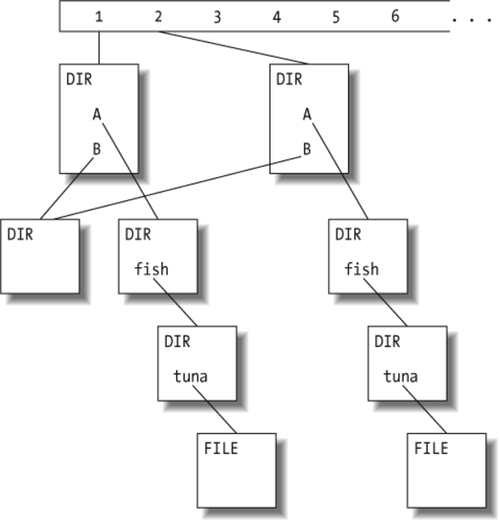 1 2 3 4 5 6 . . .
DIR DIR
A A
B B
DIR DIR DIR
fish fish
DIR DIR
tuna tuna
FILE FILE